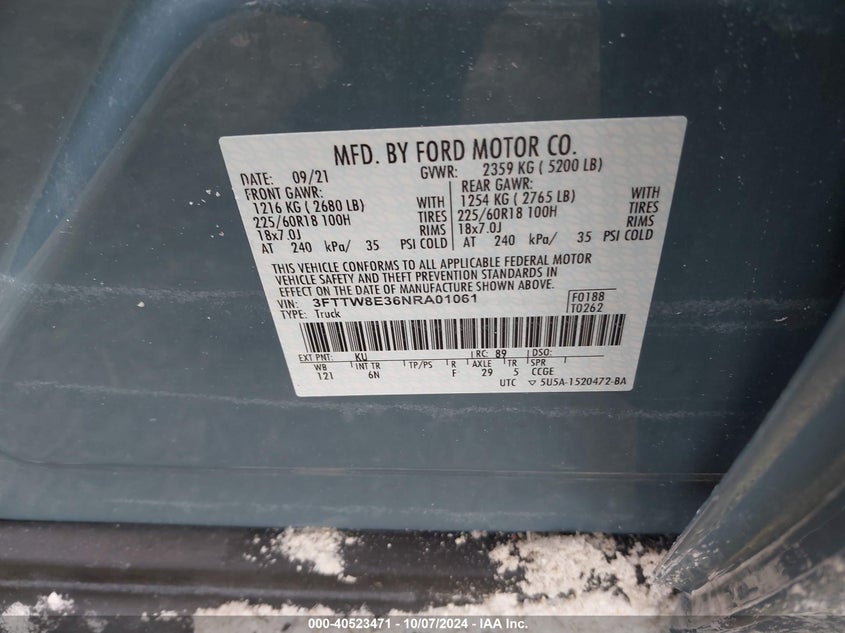 MFD. BY FORD MOTOR CO.
DATE: 09/21 GVWR: 2359 KG ( 5200 LB)
FRONT GAWR: REAR GAWR:
1216 KG ( 2680 LB) WITH 1254 KG ( 2765 LB) WITH
225/60R18 100H TIRES 225/60R18 100H TIRES
18x7.0J RIMS 18x7.0J RIMS
AT 240 kPa/ 35 PSI COLD AT 240 kPa/ 35 PSI COLD
THIS VEHICLE CONFORMS TO ALL APPLICABLE FEDERAL MOTOR
VEHICLE SAFETY AND THEFT PREVENTION STANDARDS IN
EFFECT ON THE DATE OF MANUFACTURE SHOWN ABOVE.
VIN: 3FTTW8E36NRA01061 F0188
TYPE: Truck T0262
EXT PNT: KU RC: 89 DSO:
WB INT TR TP/PS R AXLE TR SPR
121 6N F 29 5 CCGE
UTC ▽ 5U5A-1520472-BA
000-40523471 - 10/07/2024 - IAA Inc.